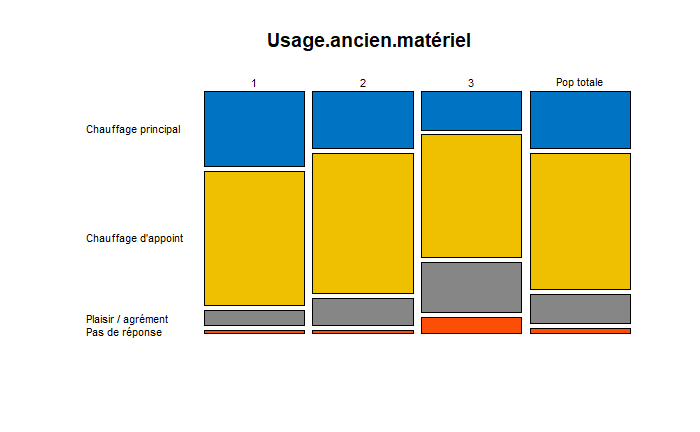 Usage.ancien.matériel
1 2 3 Pop totale
Chauffage principal
Chauffage d'appoint
Plaisir / agrément
Pas de réponse